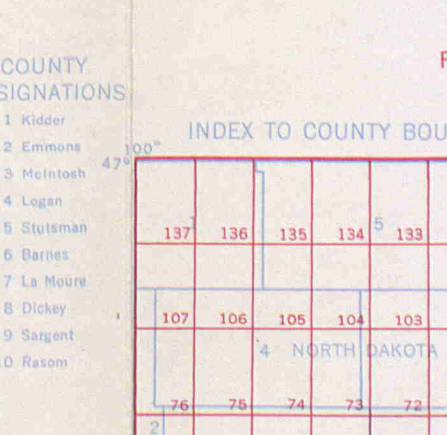 COUNTY
SIGNATIONS
1 Kidder
2 Emmons
3 McIntosh
4 Logan
5 Stutsman
6 Barnes
7 La Moure
8 Dickey
9 Sargent
0 Rasom
F
INDEX TO COUNTY BOU
100°
47°
137 136 135 134 5 133
107 106 105 104 103
4 NORTH DAKOTA
76 75 74 73 72
2